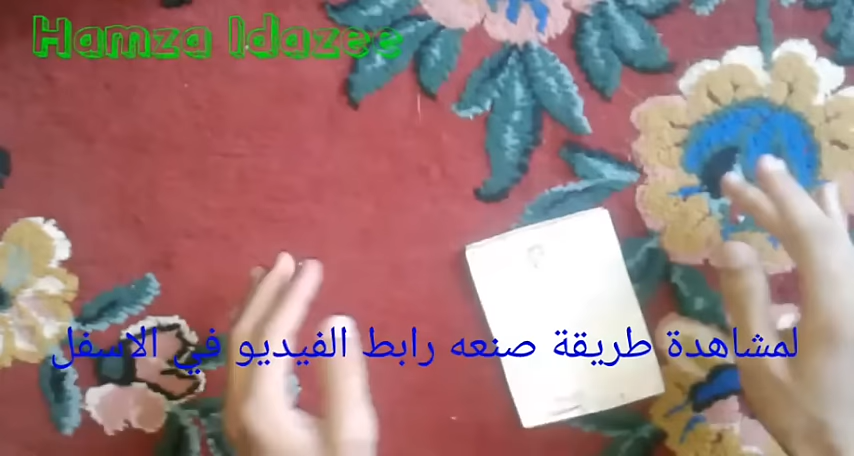 Hamza Idazee
لمشاهدة طريقة صنعه رابط الفيديو في الاسفل